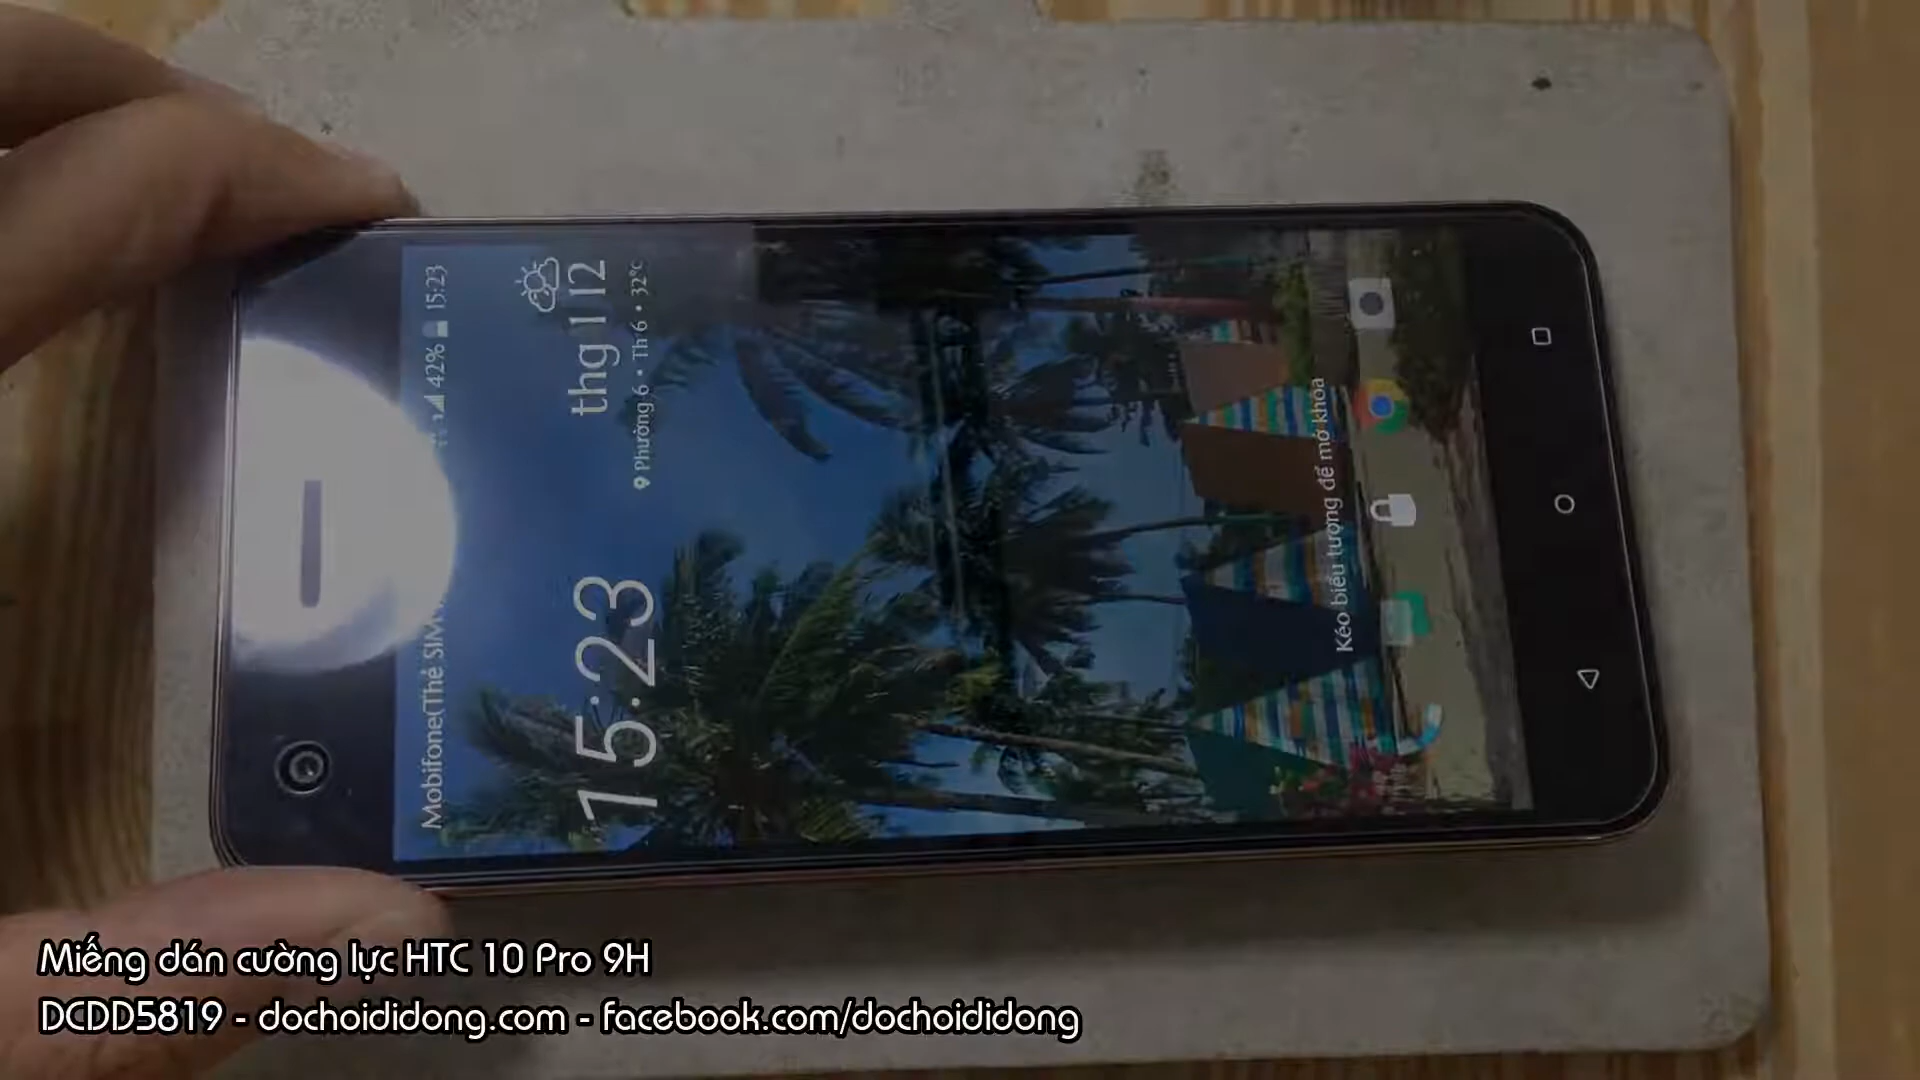 Mobifone(Thẻ SIM
42% 15:23
15:23
thg 1 12
Phường 6 • Th 6 • 32°C
Kéo biểu tượng để mở khóa
Miếng dán cường lực HTC 10 Pro 9H
DCDD5819 - dochoididong.com - facebook.com/dochoididong